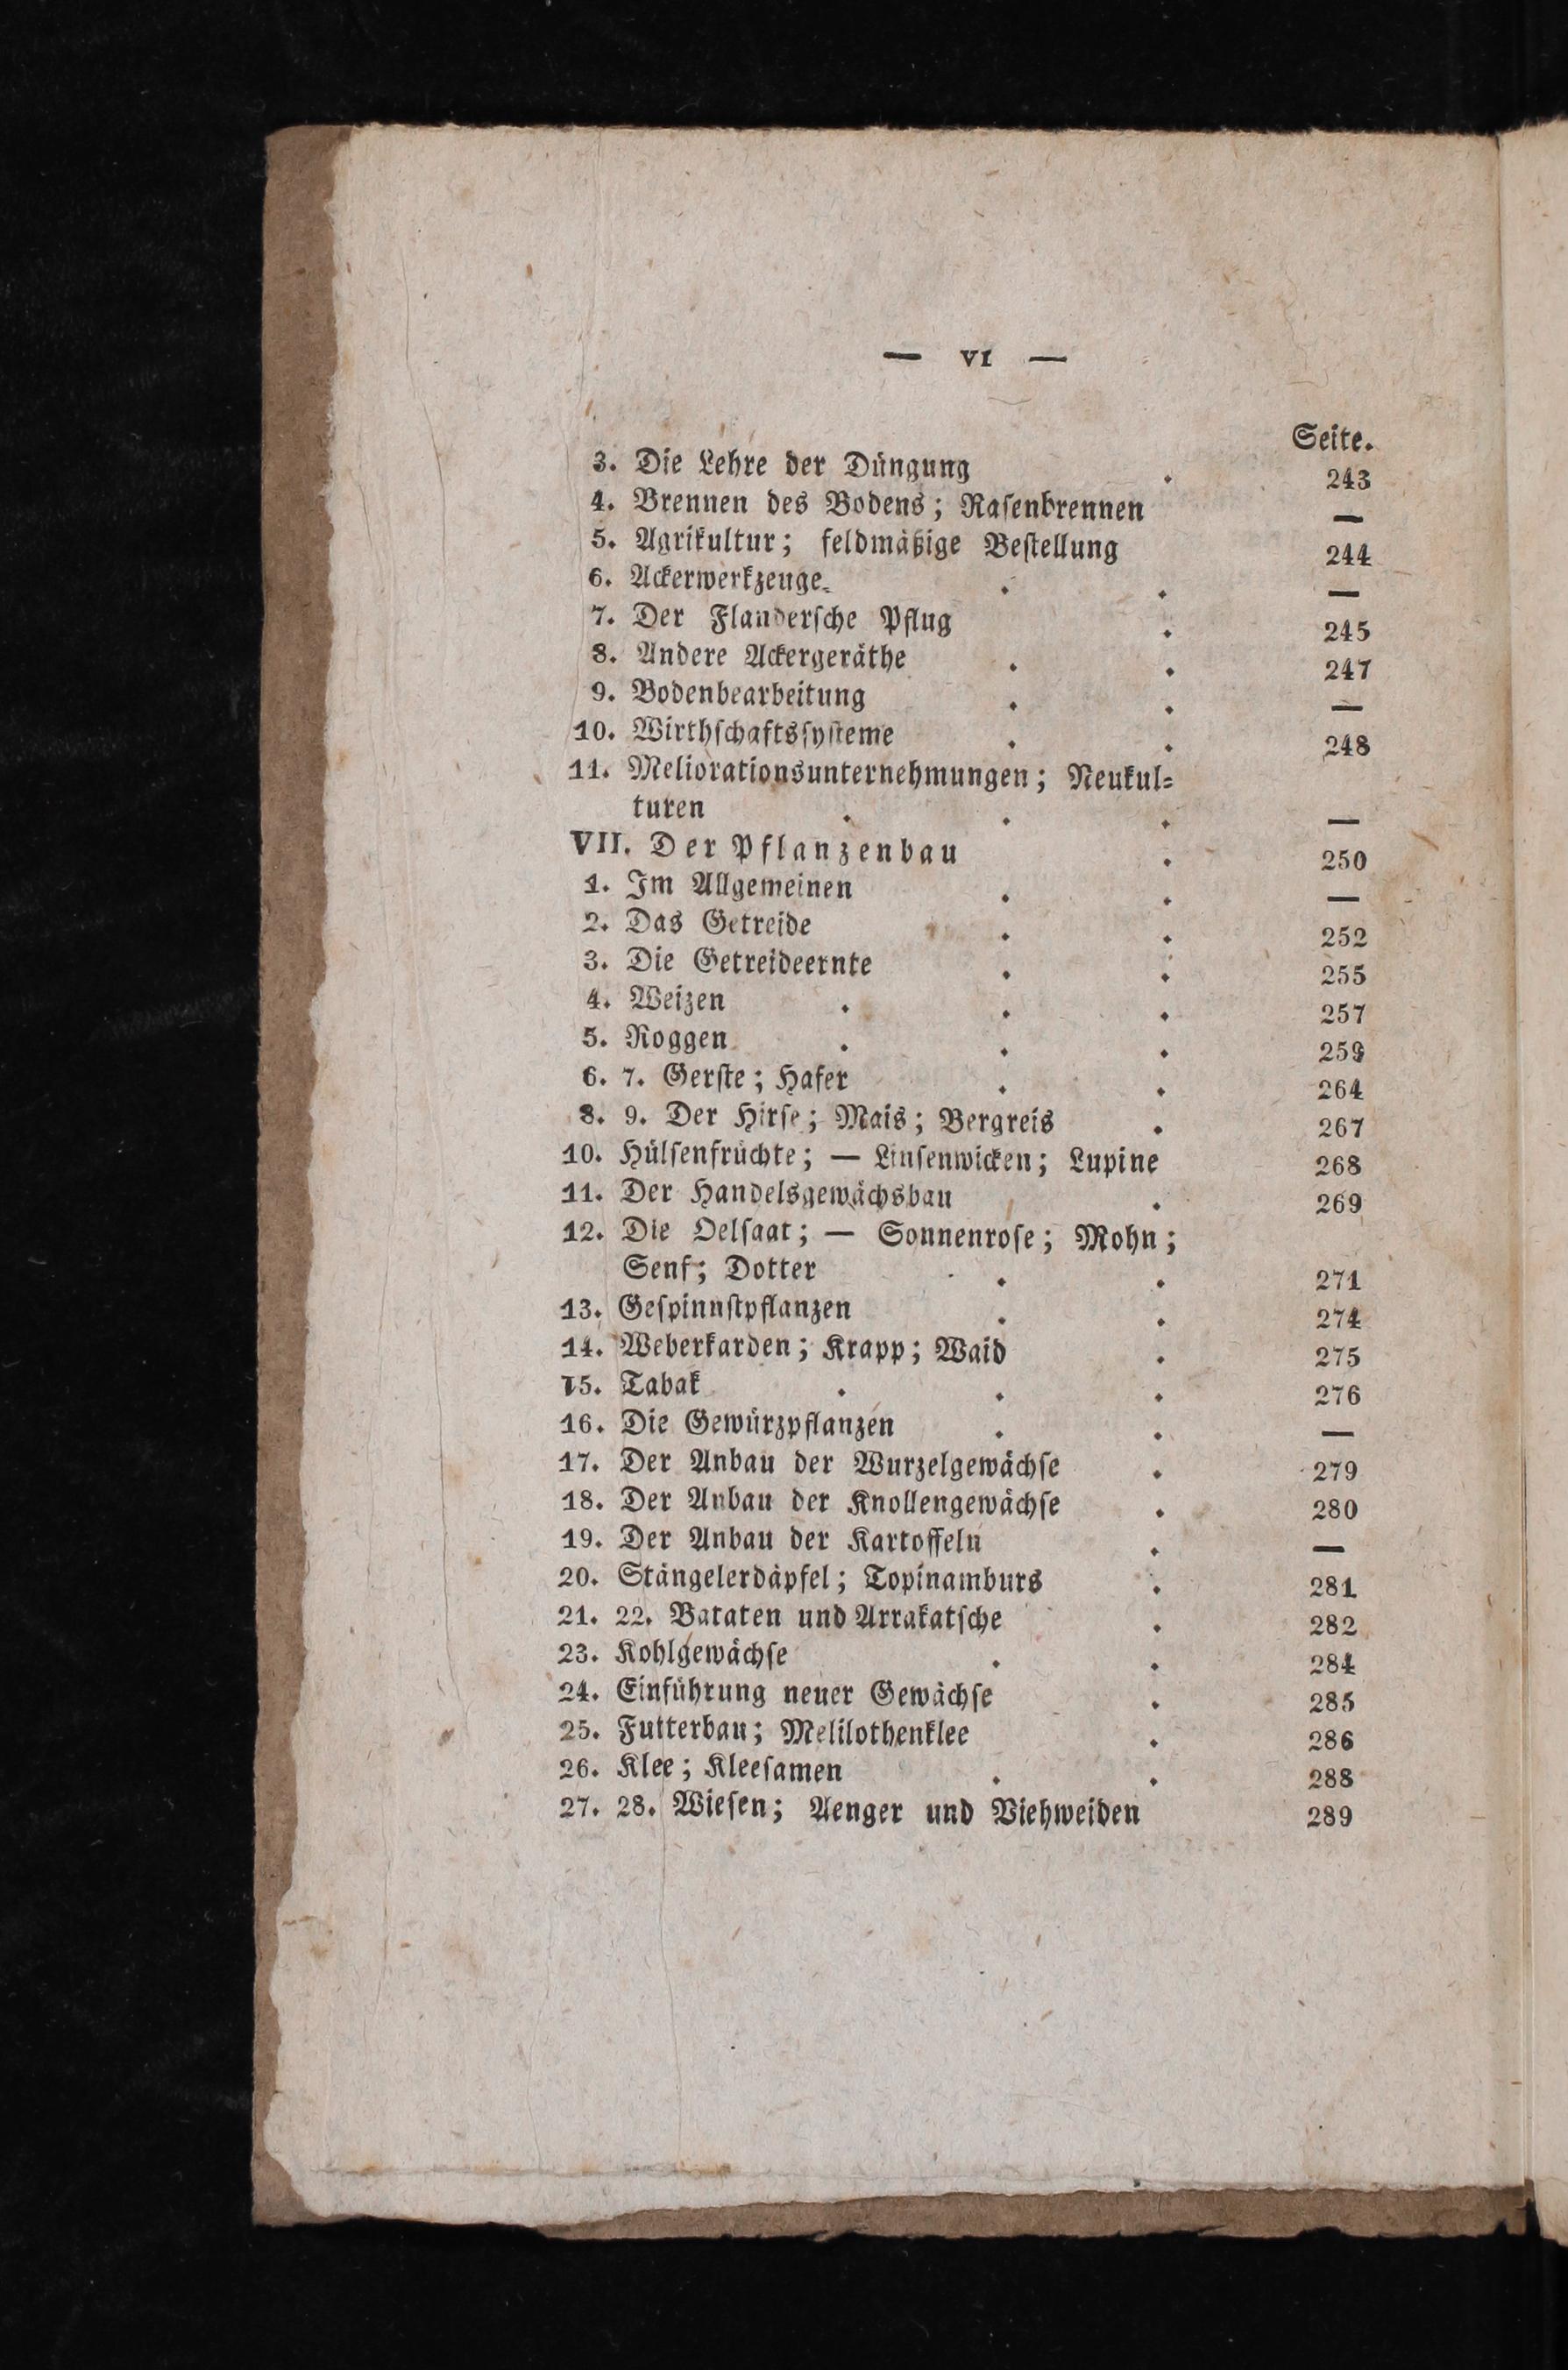 — VI —
Seite.
3. Die Lehre der Düngung . 243
4. Brennen des Bodens; Raſenbrennen —
5. Agrikultur; feldmäßige Beſtellung 244
6. Ackerwerkzeuge. . . —
7. Der Flanderſche Pflug . 245
8. Andere Ackergeräthe . . 247
9. Bodenbearbeitung . . —
10. Wirthſchaftsſyſteme . . 248
11. Meliorationsunternehmungen; Neukul-
turen . . . —
VII. Der Pflanzenbau . 250
1. Im Allgemeinen . . —
2. Das Getreide . . 252
3. Die Getreideernte . . 255
4. Weizen . . . 257
5. Roggen . . . 259
6. 7. Gerſte; Hafer . . 264
8. 9. Der Hirſe; Mais; Bergreis . 267
10. Hülſenfrüchte; — Linſenwicken; Lupine 268
11. Der Handelsgewächsbau . 269
12. Die Oelſaat; — Sonnenroſe; Mohn;
Senf; Dotter . . 271
13. Geſpinnſtpflanzen . . 274
14. Weberkarden; Krapp; Waid . 275
15. Tabak . . . 276
16. Die Gewürzpflanzen . . —
17. Der Anbau der Wurzelgewächſe . 279
18. Der Anbau der Knollengewächſe . 280
19. Der Anbau der Kartoffeln . —
20. Stängelerdäpfel; Topinamburs . 281
21. 22. Bataten und Arrakatſche . 282
23. Kohlgewächſe . . 284
24. Einführung neuer Gewächſe . 285
25. Futterbau; Melilothenklee . 286
26. Klee; Kleeſamen . . 288
27. 28. Wieſen; Aenger und Viehweiden 289